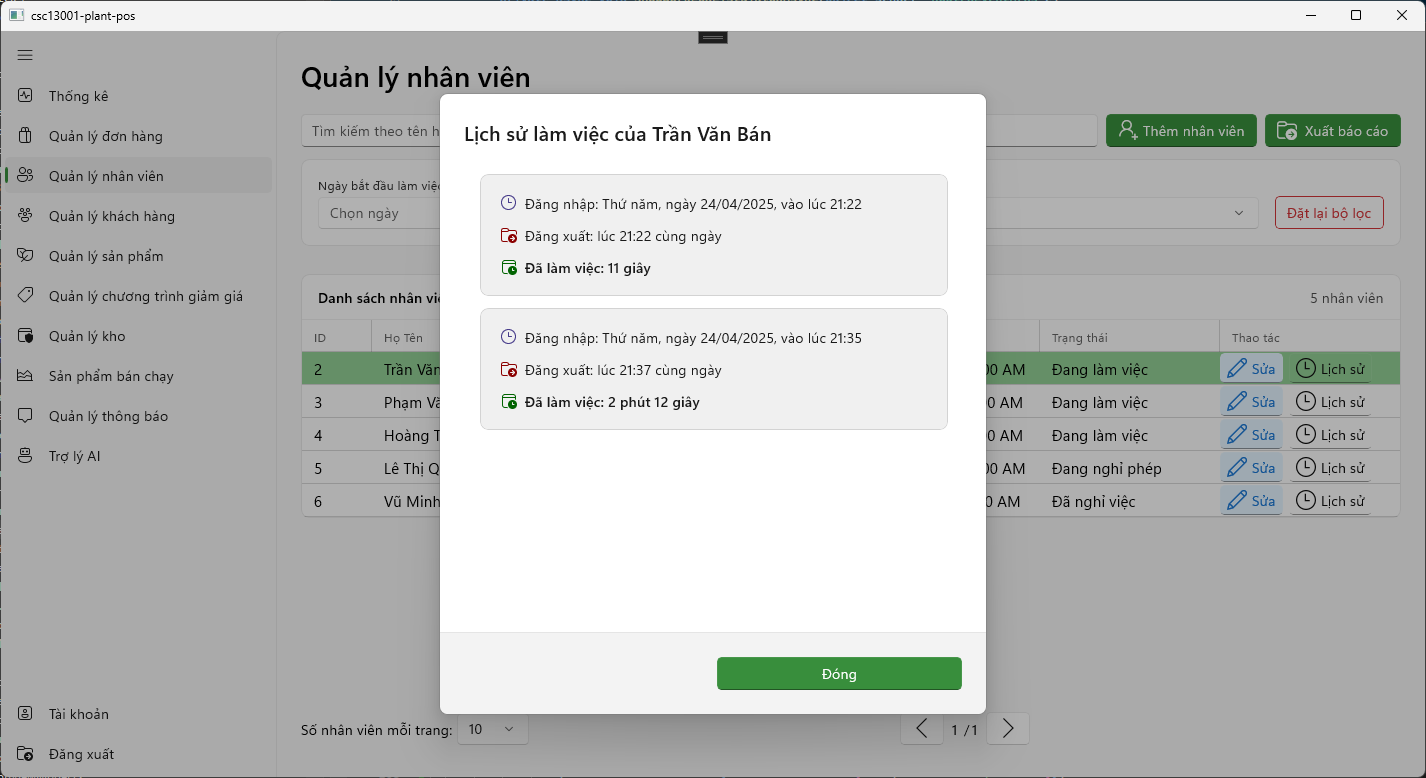 csc13001-plant-pos
Thống kê
Quản lý đơn hàng
Quản lý nhân viên
Quản lý khách hàng
Quản lý sản phẩm
Quản lý chương trình giảm giá
Quản lý kho
Sản phẩm bán chạy
Quản lý thông báo
Trợ lý AI
Tài khoản
Đăng xuất
Quản lý nhân viên
Tìm kiếm theo tên
Thêm nhân viên
Xuất báo cáo
Ngày bắt đầu làm việc
Chọn ngày
Đặt lại bộ lọc
Danh sách nhân
5 nhân viên
ID Họ Tên Trạng thái Thao tác
2 Trần 00 AM Đang làm việc Sửa Lịch sử
3 Phạm 0 AM Đang làm việc Sửa Lịch sử
4 Hoàng 0 AM Đang làm việc Sửa Lịch sử
5 Lê Thị 00 AM Đang nghỉ phép Sửa Lịch sử
6 Vũ Minh 0 AM Đã nghỉ việc Sửa Lịch sử
Số nhân viên mỗi trang: 10
1 /1
Lịch sử làm việc của Trần Văn Bán
Đăng nhập: Thứ năm, ngày 24/04/2025, vào lúc 21:22
Đăng xuất: lúc 21:22 cùng ngày
Đã làm việc: 11 giây
Đăng nhập: Thứ năm, ngày 24/04/2025, vào lúc 21:35
Đăng xuất: lúc 21:37 cùng ngày
Đã làm việc: 2 phút 12 giây
Đóng